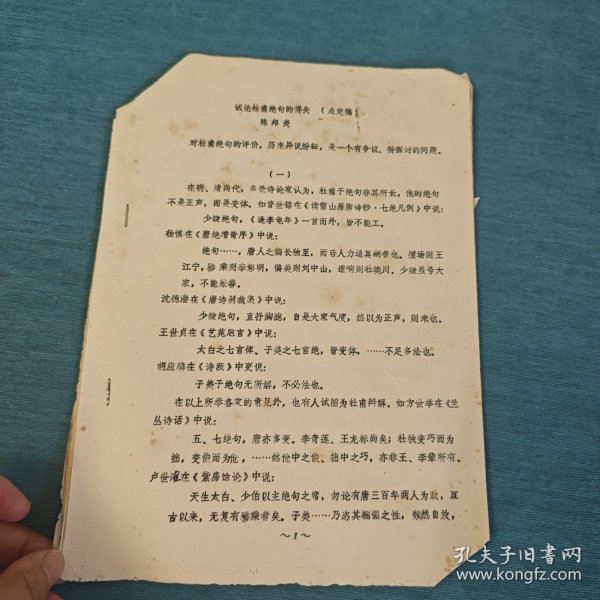 试论杜甫绝句的得失 (未定稿)
陈邦炎
对杜甫绝句的评价，历来异说纷纭，是一个有争议、待探讨的问题。
(一)
在明、清两代，多数诗论家认为，杜甫于绝句非其所长，他的绝句
不是正声，而是变体。如管世铭在《读雪山房唐诗钞·七绝凡例》中说：
少陵绝句，《逢李龟年》一首而外，皆不能工。
杨慎在《唐绝增奇序》中说：
绝句……，唐人之偏长独至，而后人力追莫嗣者也。擅场则王
江宁，骖乘则李彰明，偏美则刘中山，遗响则杜樊川。少陵虽号大
家，不能兼善。
沈德潜在《唐诗别裁集》中说：
少陵绝句，直抒胸臆，自是大家气度，然以为正声，则未也。
王世贞在《艺苑卮言》中说：
太白之七言律、子美之七言绝，皆变体，……不足多法也。
胡应麟在《诗薮》中更说：
子美于绝句无所解，不必法也。
在以上所举各家的意见外，也有人试图为杜甫辩解。如方世举在《兰
丛诗话》中说：
五、七绝句，唐亦多变。李青莲、王龙标尚矣；杜独变巧而为
拙，变俊而为伧，……然伧中之俊、拙中之巧，亦非王、李辈所有。
卢世㴶在《紫房馀论》中说：
天生太白、少伯以主绝句之席，勿论有唐三百年两人为政，亘
古以来，无复有骖乘者矣。子美……乃恣其倔强之性，颓然自放，
～1～
孔夫子旧书网
www.kongfz.com